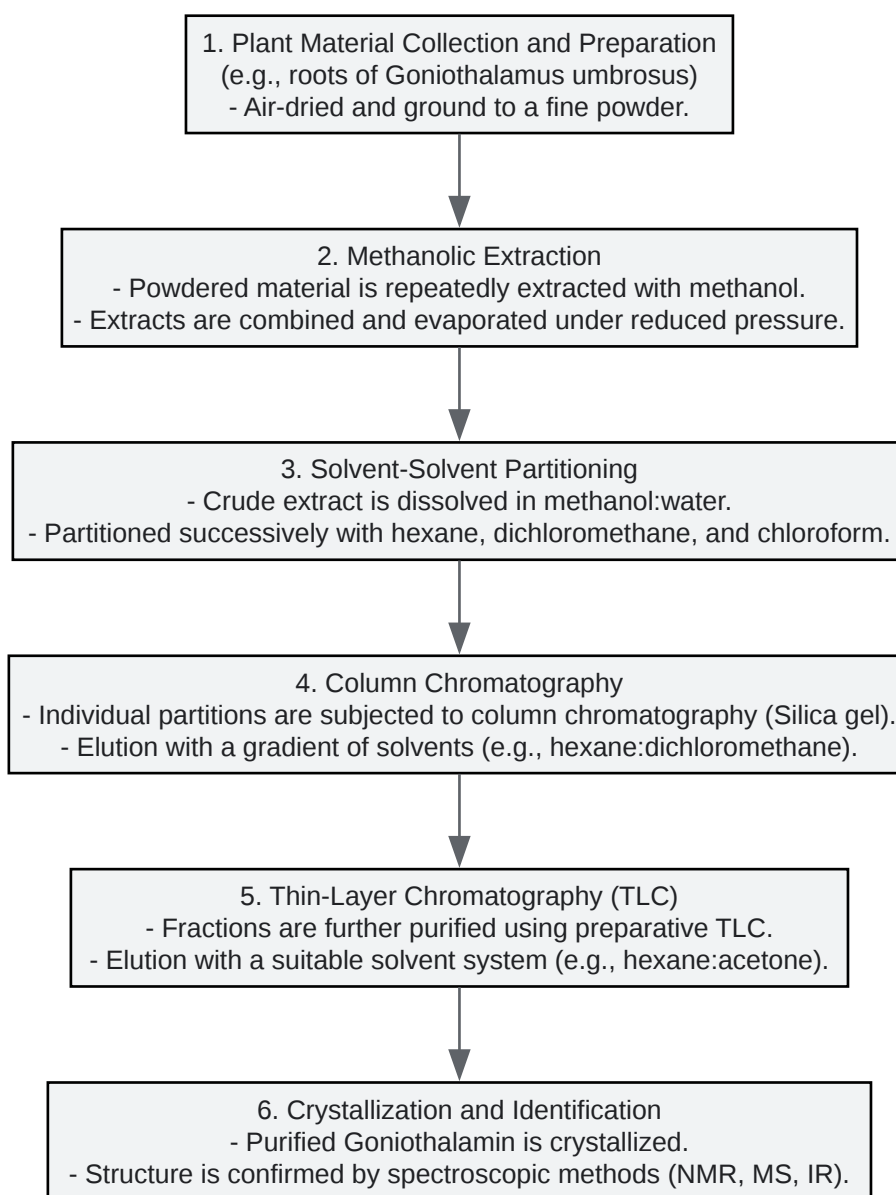 1. Plant Material Collection and Preparation
(e.g., roots of Goniothalamus umbrosus)
- Air-dried and ground to a fine powder.
2. Methanolic Extraction
- Powdered material is repeatedly extracted with methanol.
- Extracts are combined and evaporated under reduced pressure.
3. Solvent-Solvent Partitioning
- Crude extract is dissolved in methanol:water.
- Partitioned successively with hexane, dichloromethane, and chloroform.
4. Column Chromatography
- Individual partitions are subjected to column chromatography (Silica gel).
- Elution with a gradient of solvents (e.g., hexane:dichloromethane).
5. Thin-Layer Chromatography (TLC)
- Fractions are further purified using preparative TLC.
- Elution with a suitable solvent system (e.g., hexane:acetone).
6. Crystallization and Identification
- Purified Goniothalamin is crystallized.
- Structure is confirmed by spectroscopic methods (NMR, MS, IR).